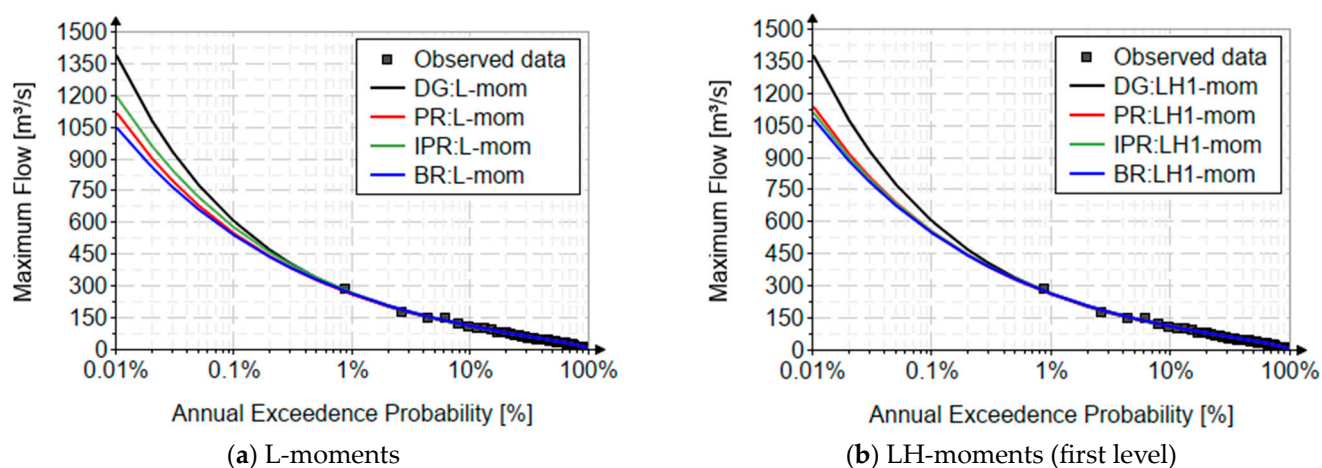 1500
1350
1200
1050
900
750
600
450
300
150
0
Maximum Flow [m³/s]
Observed data
DG:L-mom
PR:L-mom
IPR:L-mom
BR:L-mom
0.01% 0.1% 1% 10% 100%
Annual Exceedence Probability [%]
(a) L-moments
1500
1350
1200
1050
900
750
600
450
300
150
0
Maximum Flow [m³/s]
Observed data
DG:LH1-mom
PR:LH1-mom
IPR:LH1-mom
BR:LH1-mom
0.01% 0.1% 1% 10% 100%
Annual Exceedence Probability [%]
(b) LH-moments (first level)